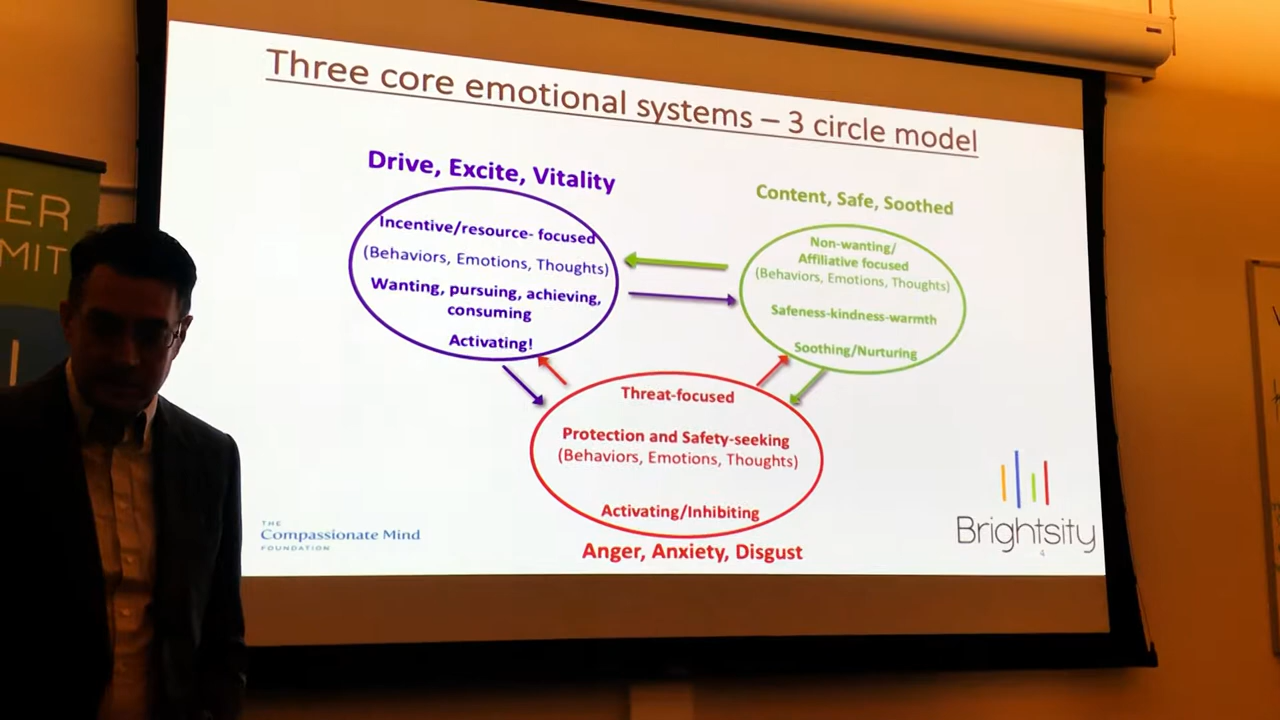 Three core emotional systems – 3 circle model
Drive, Excite, Vitality
Incentive/resource- focused
(Behaviors, Emotions, Thoughts)
Wanting, pursuing, achieving,
consuming
Activating!
Content, Safe, Soothed
Non-wanting/
Affiliative focused
(Behaviors, Emotions, Thoughts)
Safeness-kindness-warmth
Soothing/Nurturing
Threat-focused
Protection and Safety-seeking
(Behaviors, Emotions, Thoughts)
Activating/Inhibiting
Anger, Anxiety, Disgust
THE
Compassionate Mind
FOUNDATION
Brightsity
4
ER
MIT